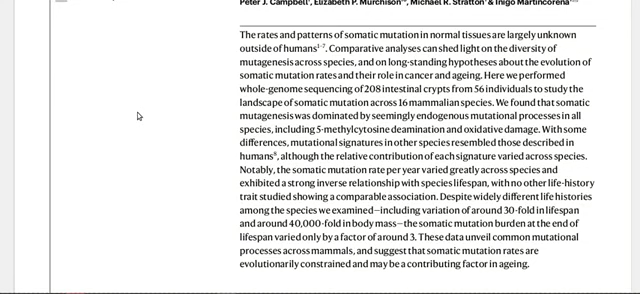 Peter J. Campbell, Elizabeth P. Murchison, Michael R. Stratton & Iñigo Martincorena
The rates and patterns of somatic mutation in normal tissues are largely unknown
outside of humans1–7. Comparative analyses can shed light on the diversity of
mutagenesis across species, and on long-standing hypotheses about the evolution of
somatic mutation rates and their role in cancer and ageing. Here we performed
whole-genome sequencing of 208 intestinal crypts from 56 individuals to study the
landscape of somatic mutation across 16 mammalian species. We found that somatic
mutagenesis was dominated by seemingly endogenous mutational processes in all
species, including 5-methylcytosine deamination and oxidative damage. With some
differences, mutational signatures in other species resembled those described in
humans8, although the relative contribution of each signature varied across species.
Notably, the somatic mutation rate per year varied greatly across species and
exhibited a strong inverse relationship with species lifespan, with no other life-history
trait studied showing a comparable association. Despite widely different life histories
among the species we examined—including variation of around 30-fold in lifespan
and around 40,000-fold in body mass—the somatic mutation burden at the end of
lifespan varied only by a factor of around 3. These data unveil common mutational
processes across mammals, and suggest that somatic mutation rates are
evolutionarily constrained and may be a contributing factor in ageing.